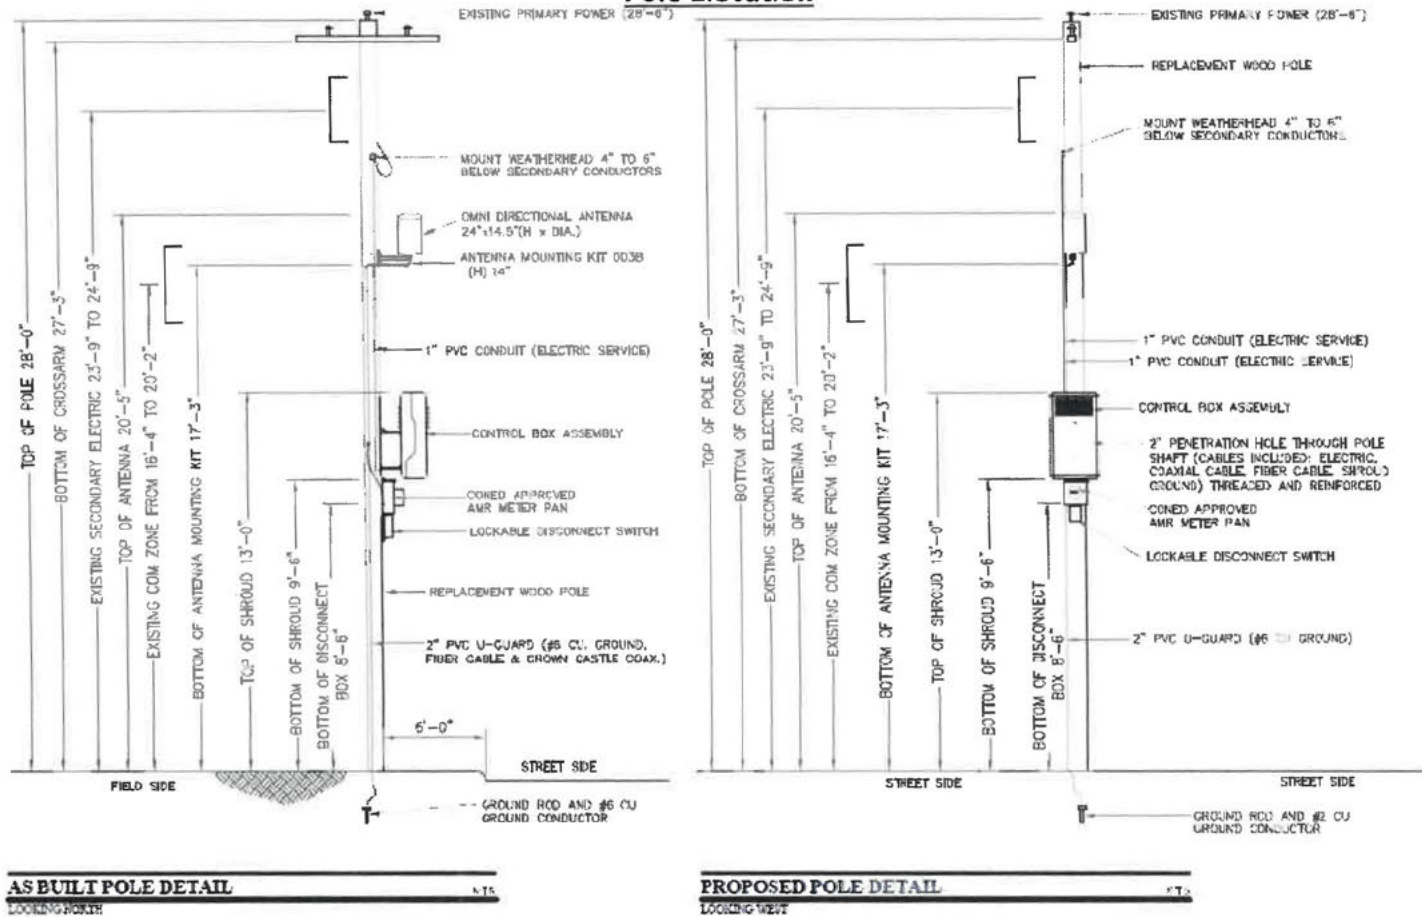 Pole Elevation
EXISTING PRIMARY POWER (28'-6")
MOUNT WEATHERHEAD 4" TO 6"
BELOW SECONDARY CONDUCTORS
OMNI DIRECTIONAL ANTENNA
24"x14.5"(H x DIA.)
ANTENNA MOUNTING KIT 003B
(H) 14"
1" PVC CONDUIT (ELECTRIC SERVICE)
CONTROL BOX ASSEMBLY
CONED APPROVED
AMR METER PAN
LOCKABLE DISCONNECT SWITCH
REPLACEMENT WOOD POLE
2" PVC U-GUARD (#6 CU. GROUND,
FIBER CABLE & CROWN CASTLE COAX.)
TOP OF POLE 28'-0"
BOTTOM OF CROSSARM 27'-3"
EXISTING SECONDARY ELECTRIC 23'-9" TO 24'-9"
TOP OF ANTENNA 20'-5"
EXISTING COM ZONE FROM 16'-4" TO 20'-2"
BOTTOM OF ANTENNA MOUNTING KIT 17'-3"
TOP OF SHROUD 13'-0"
BOTTOM OF SHROUD 9'-6"
BOTTOM OF DISCONNECT
BOX 8'-6"
6'-0"
FIELD SIDE
STREET SIDE
GROUND ROD AND #6 CU
GROUND CONDUCTOR
AS BUILT POLE DETAIL
NTS
LOOKING NORTH
EXISTING PRIMARY POWER (28'-6")
REPLACEMENT WOOD POLE
MOUNT WEATHERHEAD 4" TO 6"
BELOW SECONDARY CONDUCTORS
1" PVC CONDUIT (ELECTRIC SERVICE)
1" PVC CONDUIT (ELECTRIC SERVICE)
CONTROL BOX ASSEMBLY
2" PENETRATION HOLE THROUGH POLE
SHAFT (CABLES INCLUDED: ELECTRIC,
COAXIAL CABLE, FIBER CABLE, SHROUD
GROUND) THREADED AND REINFORCED
CONED APPROVED
AMR METER PAN
LOCKABLE DISCONNECT SWITCH
2" PVC U-GUARD (#6 CU GROUND)
TOP OF POLE 28'-0"
BOTTOM OF CROSSARM 27'-3"
EXISTING SECONDARY ELECTRIC 23'-9" TO 24'-9"
TOP OF ANTENNA 20'-5"
EXISTING COM ZONE FROM 16'-4" TO 20'-2"
BOTTOM OF ANTENNA MOUNTING KIT 17'-3"
TOP OF SHROUD 13'-0"
BOTTOM OF SHROUD 9'-6"
BOTTOM OF DISCONNECT
BOX 8'-6"
STREET SIDE
STREET SIDE
GROUND ROD AND #2 CU
GROUND CONDUCTOR
PROPOSED POLE DETAIL
NTS
LOOKING WEST